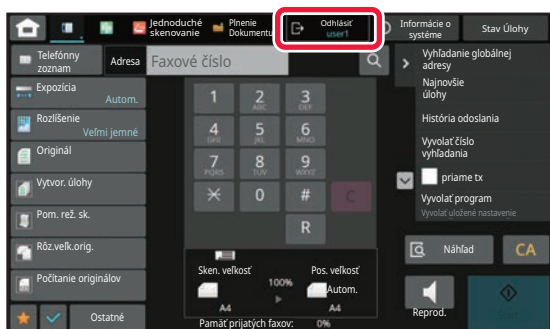 Jednoduché
skenovanie
Plnenie
Dokumentu
Odhlásiť
user1
Informácie o
systéme
Stav Úlohy
Telefónny
zoznam
Adresa
Faxové číslo
Expozícia
Autom.
Rozlíšenie
Veľmi jemné
Originál
Vytvor. úlohy
Pom. rež. sk.
Rôz.veľk.orig.
Počítanie originálov
Ostatné
1
2
ABC
3
DEF
4
GHI
5
JKL
6
MNO
7
PQRS
8
TUV
9
WXYZ
0
#
C
R
Sken. veľkosť
100%
Pos. veľkosť
Autom.
A4
A4
Pamäť prijatých faxov: 0%
Vyhľadanie globálnej
adresy
Najnovšie
úlohy
História odoslania
Vyvolať číslo
vyhľadania
priame tx
Vyvolať program
Vyvolať uložené nastavenie
Náhľad
CA
Reprod.
Start